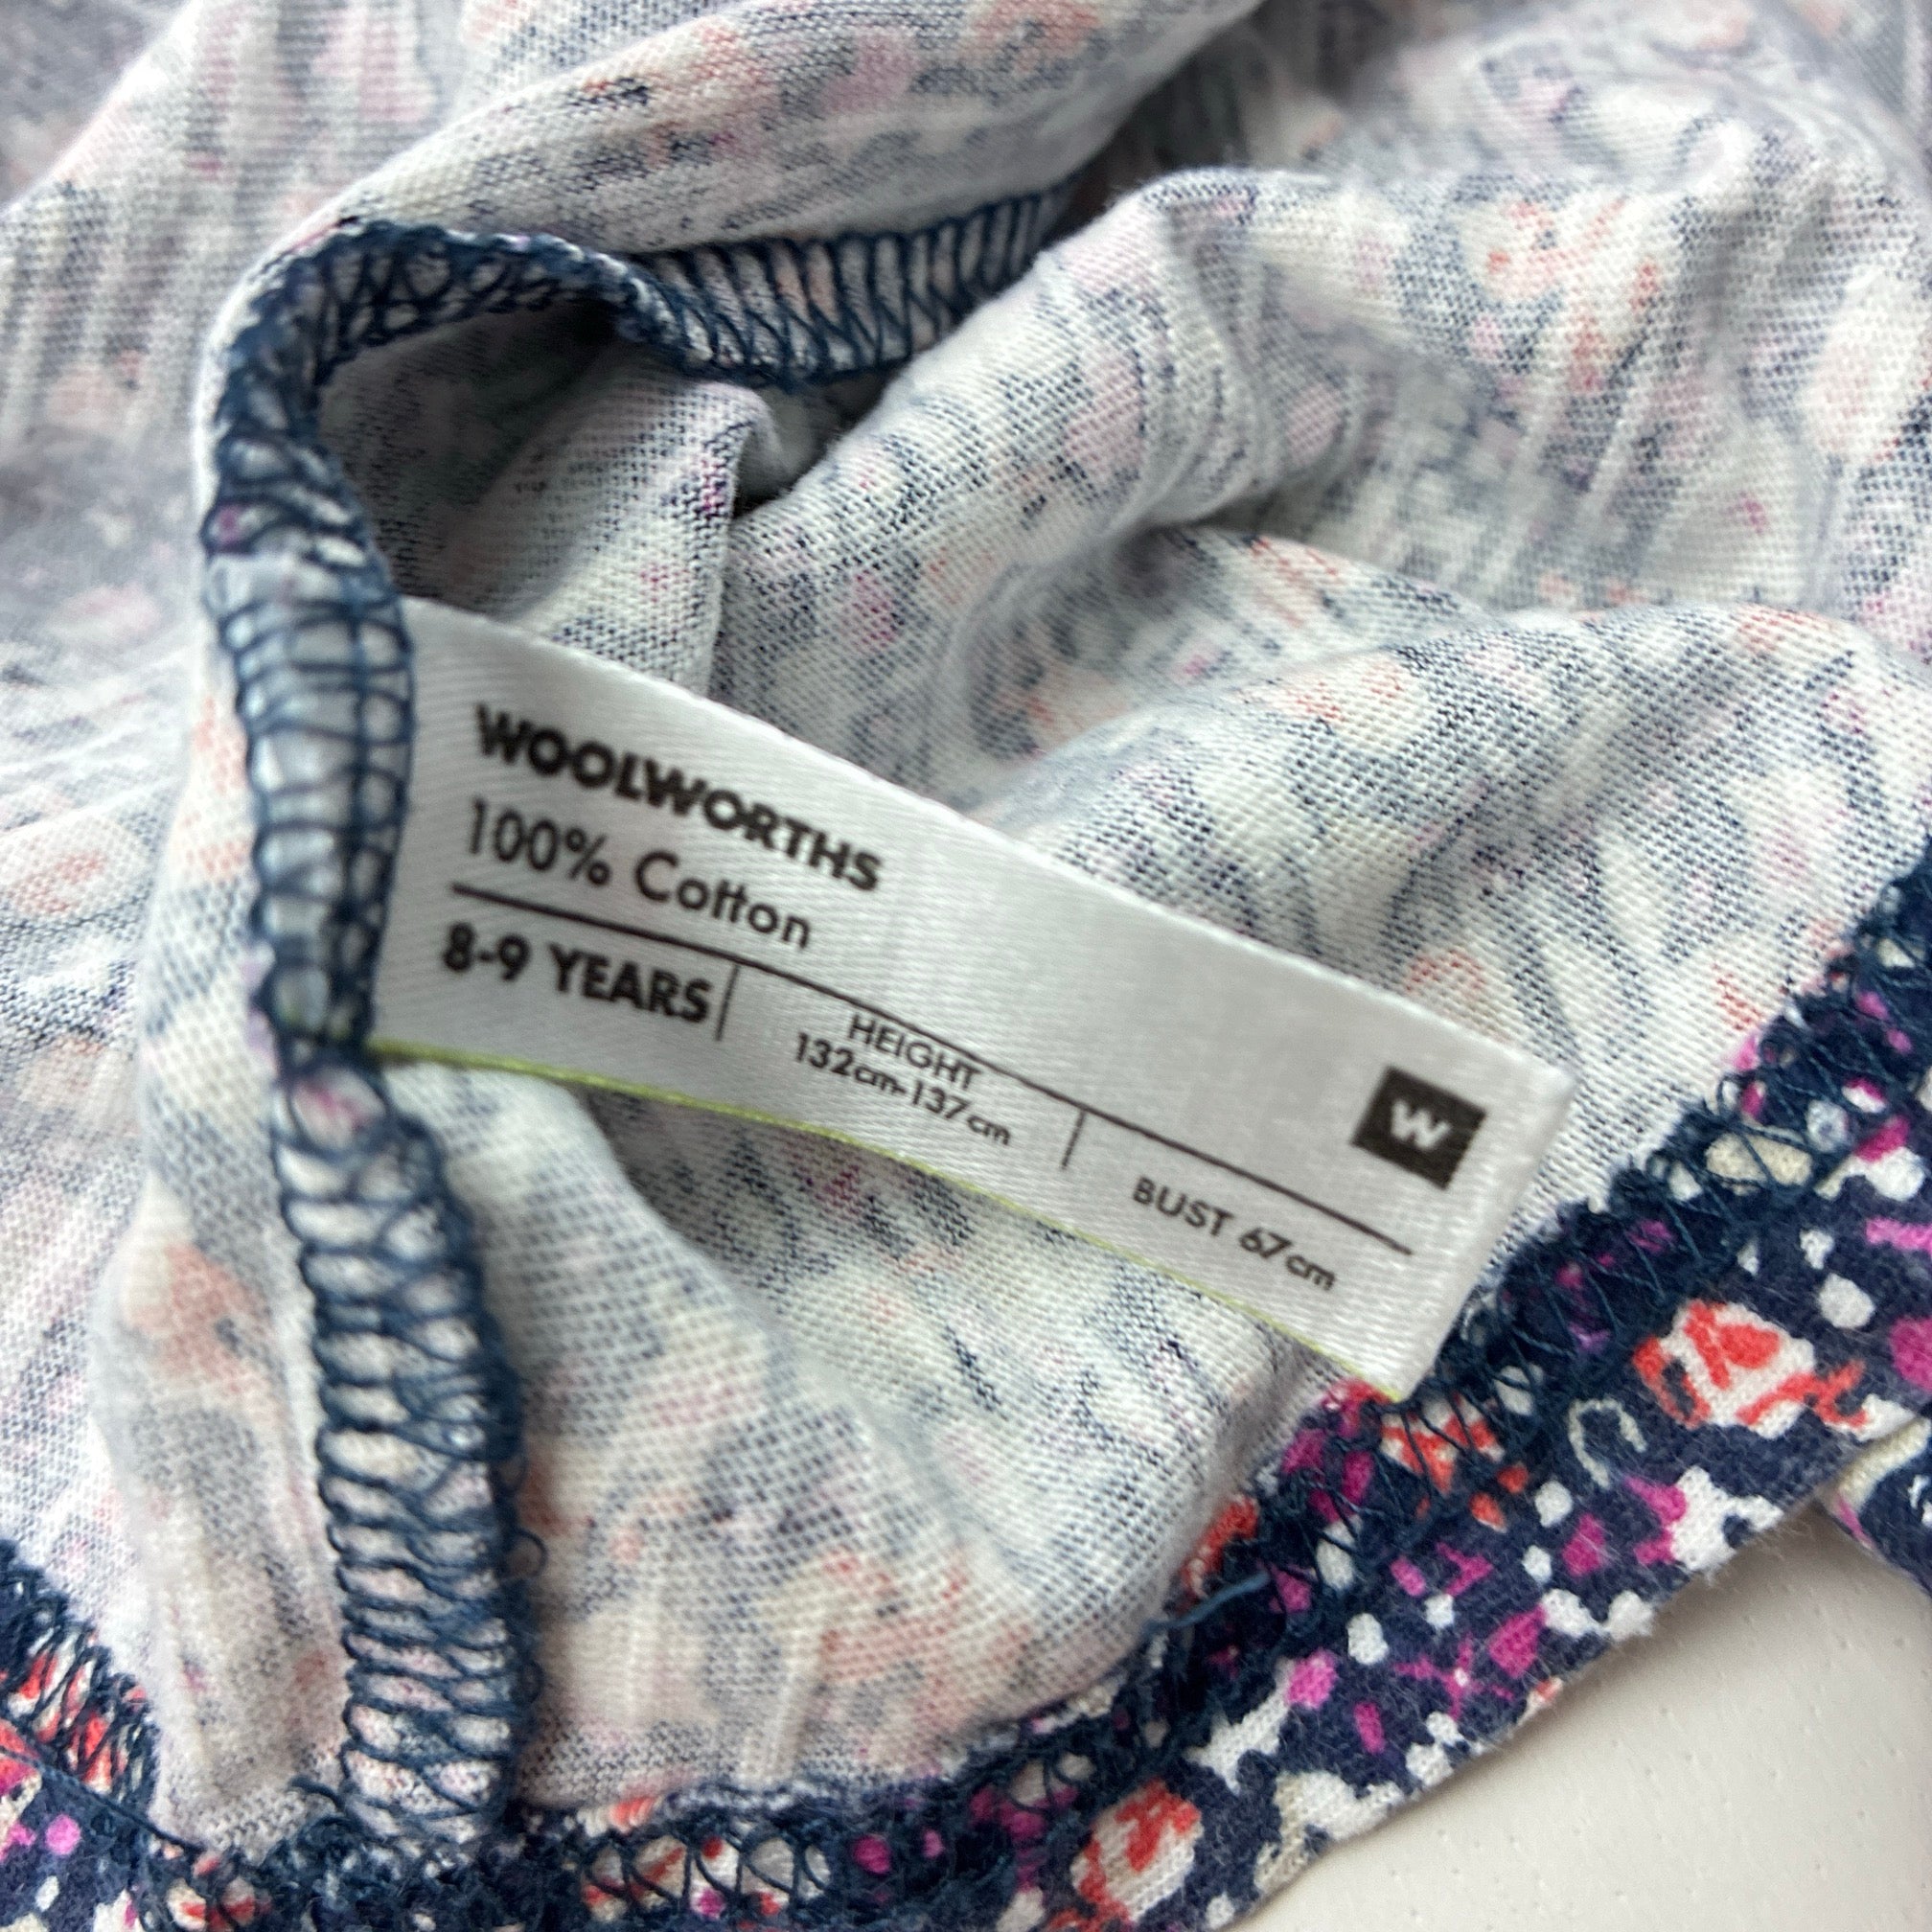 WOOLWORTHS
100% Cotton
8-9 YEARS
HEIGHT
132cm-137cm
BUST 67cm
W